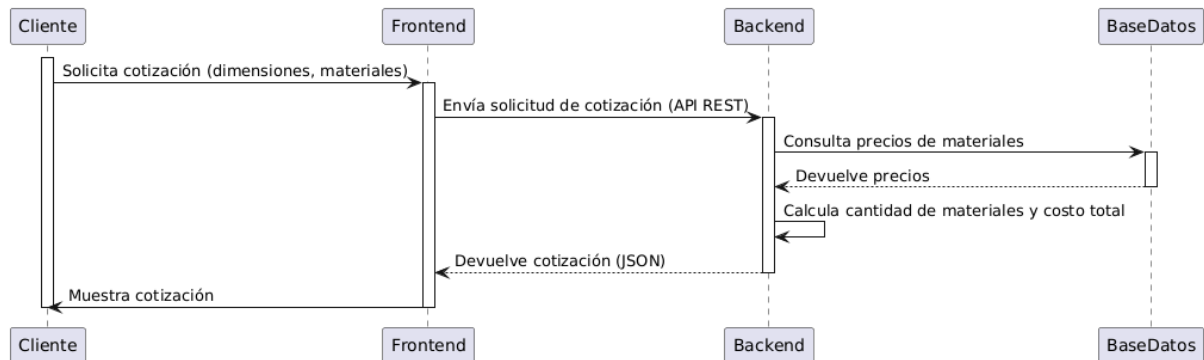 Cliente Frontend Backend BaseDatos
Solicita cotización (dimensiones, materiales)
Envía solicitud de cotización (API REST)
Consulta precios de materiales
Devuelve precios
Calcula cantidad de materiales y costo total
Devuelve cotización (JSON)
Muestra cotización
Cliente Frontend Backend BaseDatos